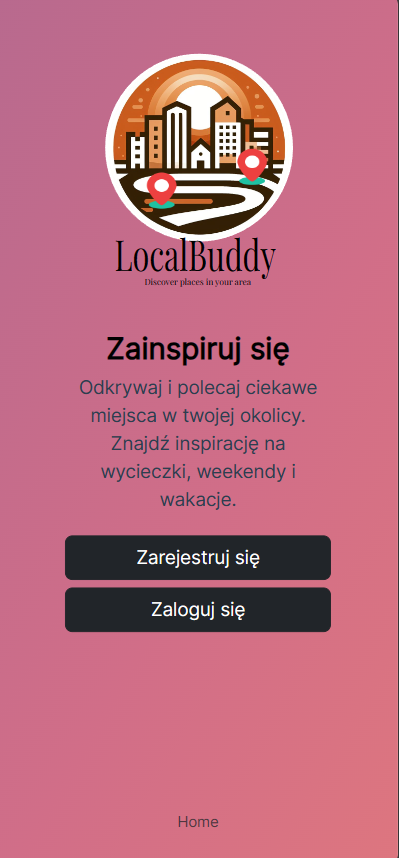 LocalBuddy
Discover places in your area
Zainspiruj się
Odkrywaj i polecaj ciekawe
miejsca w twojej okolicy.
Znajdź inspirację na
wycieczki, weekendy i
wakacje.
Zarejestruj się
Zaloguj się
Home